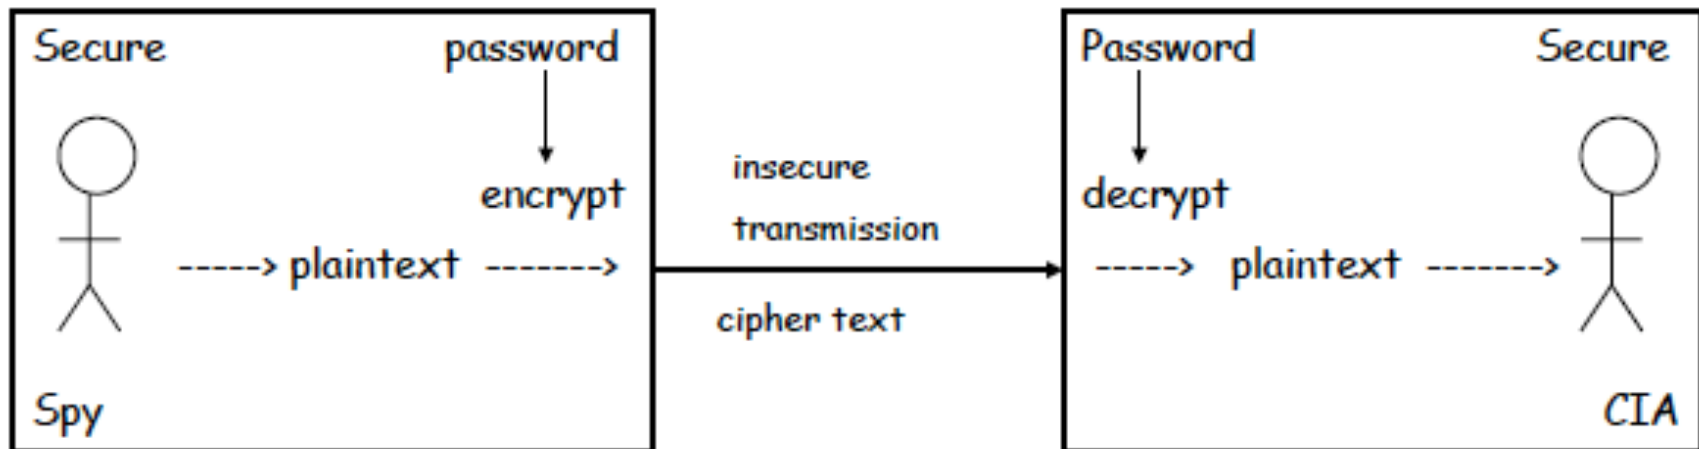 Secure password
encrypt
-----> plaintext ------->
Spy
insecure
transmission
cipher text
Password Secure
decrypt
-----> plaintext ------->
CIA